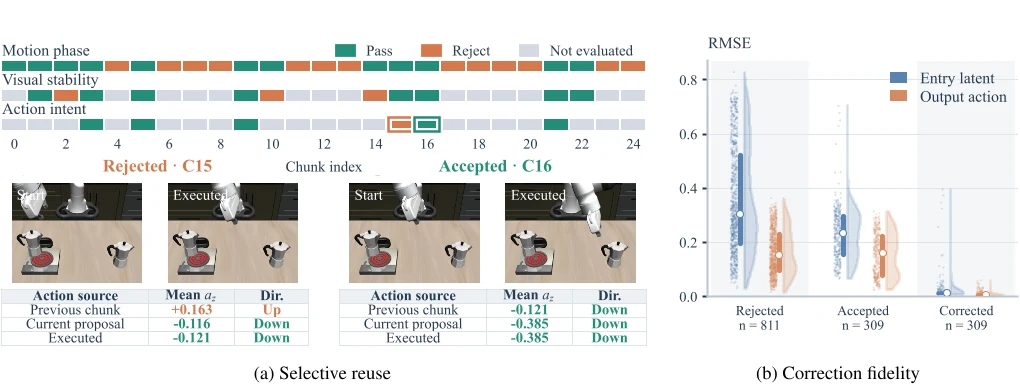 Motion phase
Pass
Reject
Not evaluated
Visual stability
Action intent
0 2 4 6 8 10 12 14 16 18 20 22 24
Rejected · C15
Chunk index
Accepted · C16
Start
Executed
Start
Executed
Action source Mean a_z Dir.
Previous chunk +0.163 Up
Current proposal -0.116 Down
Executed -0.121 Down
Action source Mean a_z Dir.
Previous chunk -0.121 Down
Current proposal -0.385 Down
Executed -0.385 Down
(a) Selective reuse
RMSE
Entry latent
Output action
0.8
0.6
0.4
0.2
0.0
Rejected
n = 811
Accepted
n = 309
Corrected
n = 309
(b) Correction fidelity